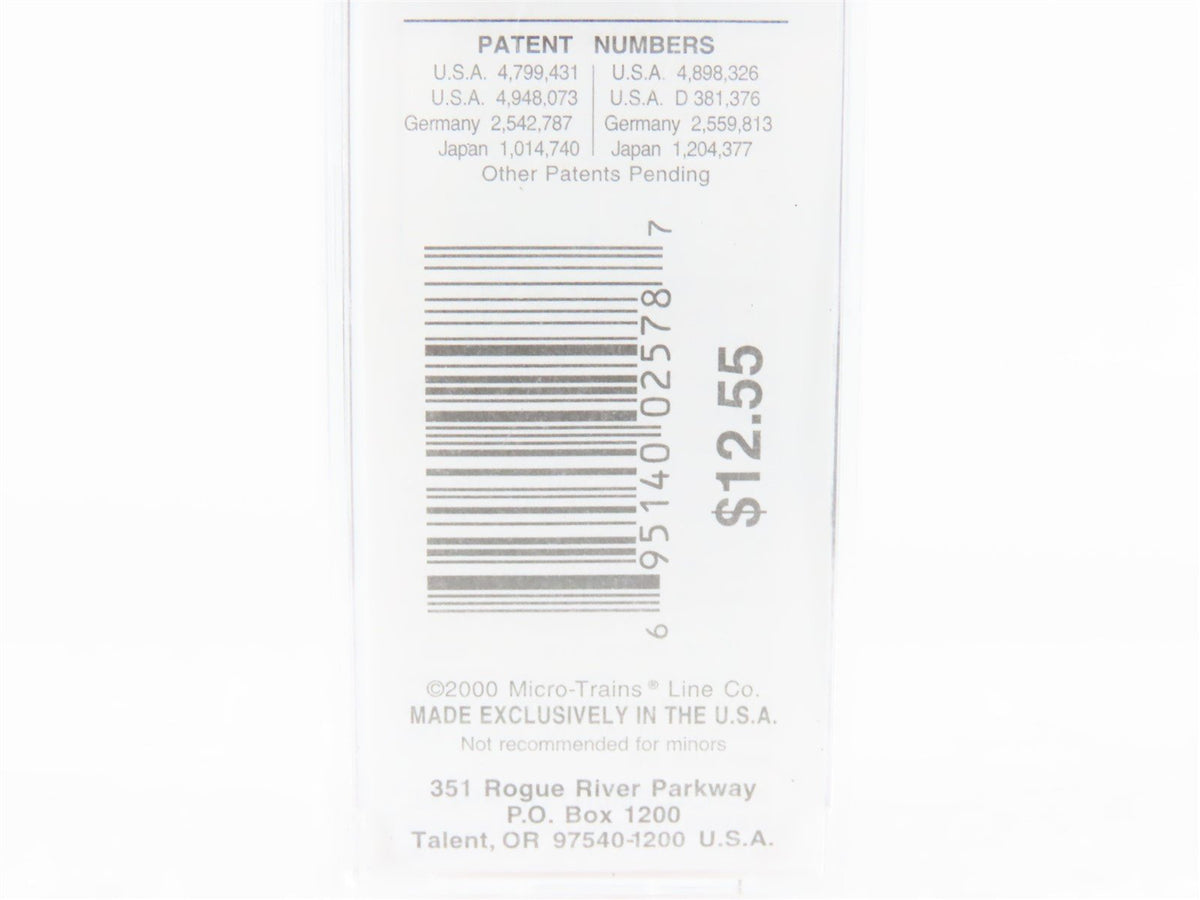 PATENT NUMBERS
U.S.A. 4,799,431 U.S.A. 4,898,326
U.S.A. 4,948,073 U.S.A. D 381,376
Germany 2,542,787 Germany 2,559,813
Japan 1,014,740 Japan 1,204,377
Other Patents Pending
6 95140 02578 7
$12.55
©2000 Micro-Trains® Line Co.
MADE EXCLUSIVELY IN THE U.S.A.
Not recommended for minors
351 Rogue River Parkway
P.O. Box 1200
Talent, OR 97540-1200 U.S.A.